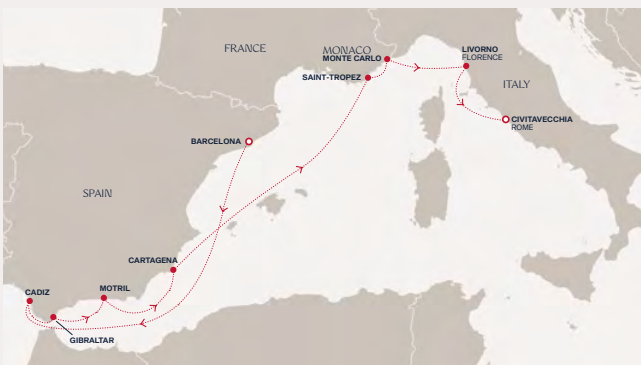 FRANCE
MONACO
MONTE CARLO
LIVORNO
FLORENCE
SAINT-TROPEZ
ITALY
CIVITAVECCHIA
ROME
BARCELONA
SPAIN
CARTAGENA
CADIZ
MOTRIL
GIBRALTAR